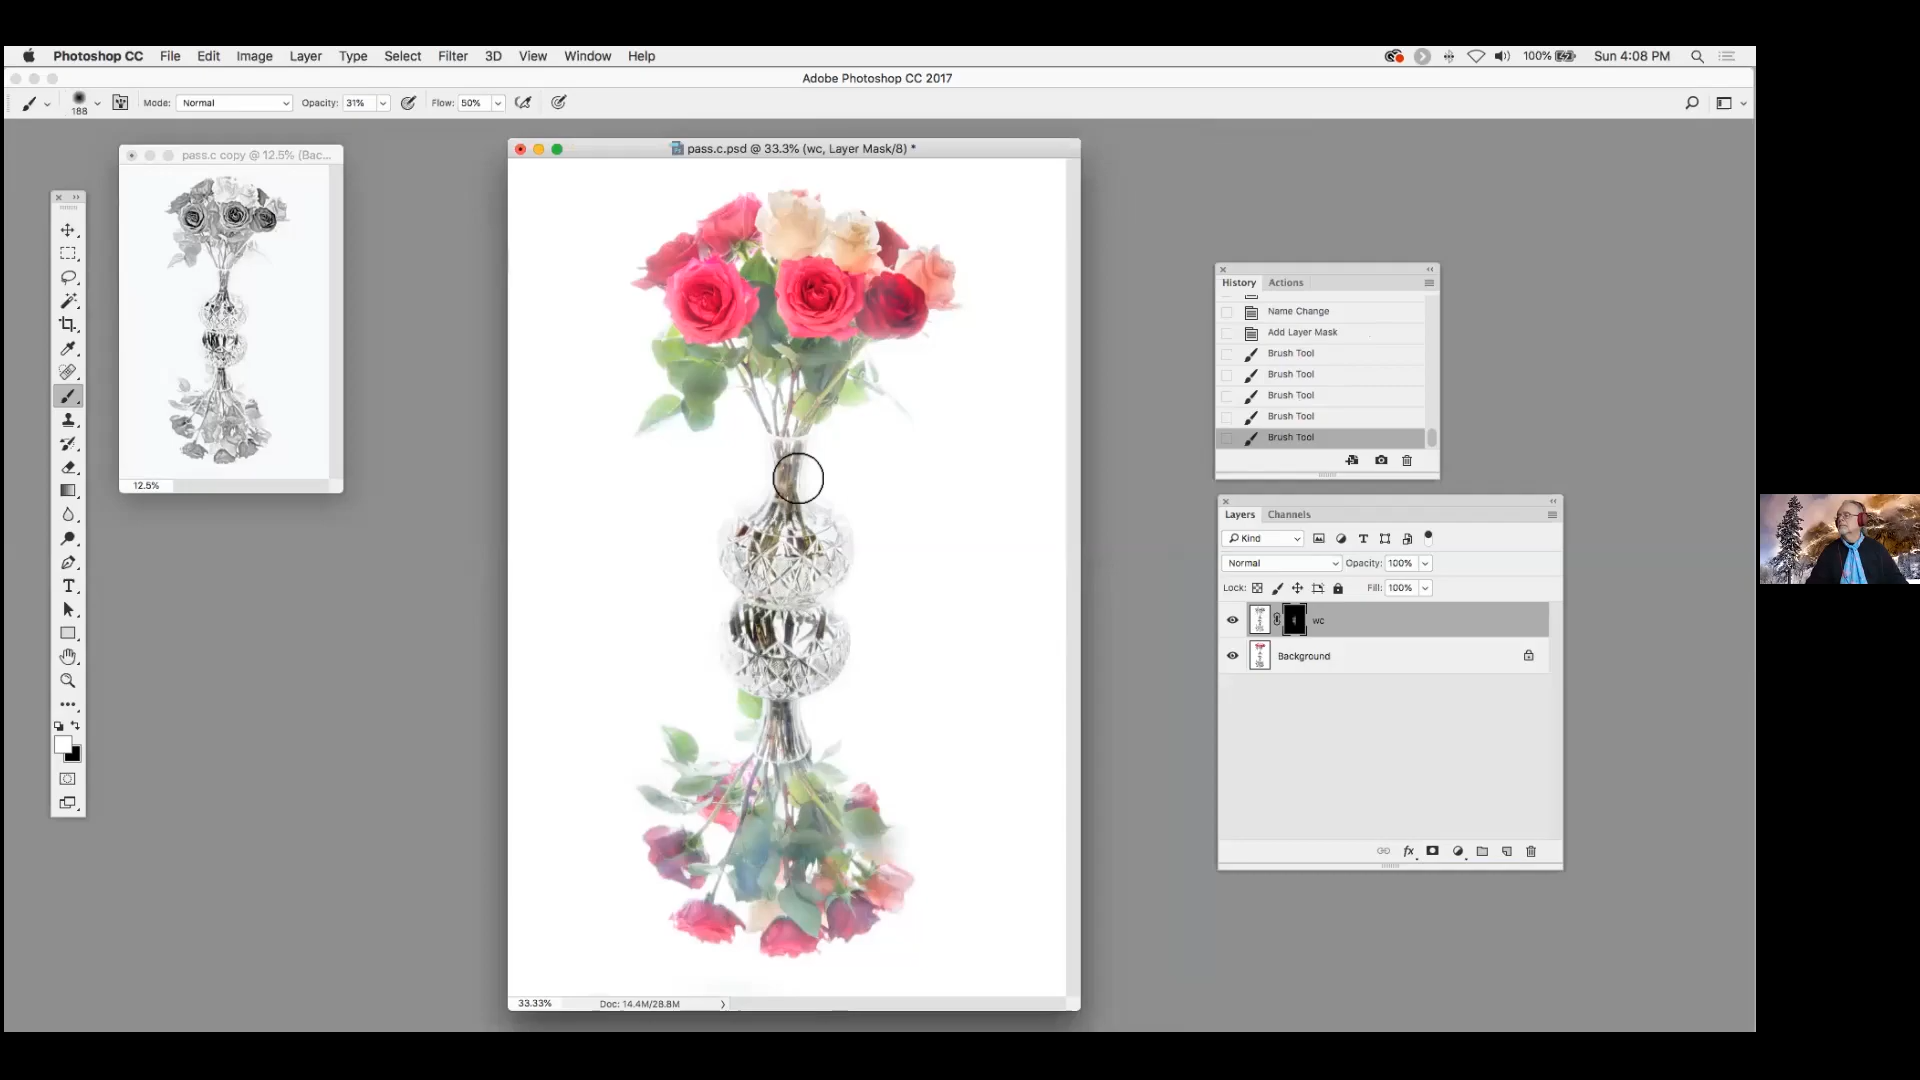 Photoshop CC File Edit Image Layer Type Select Filter 3D View Window Help 100% Sun 4:08 PM
Adobe Photoshop CC 2017
188 Mode: Normal Opacity: 31% Flow: 50%
pass.c copy @ 12.5% (Bac...
12.5%
pass.c.psd @ 33.3% (wc, Layer Mask/8) *
33.33% Doc: 14.4M/28.8M
History Actions
Name Change
Add Layer Mask
Brush Tool
Brush Tool
Brush Tool
Brush Tool
Brush Tool
Layers Channels
Kind
Normal Opacity: 100%
Lock: Fill: 100%
wc
Background